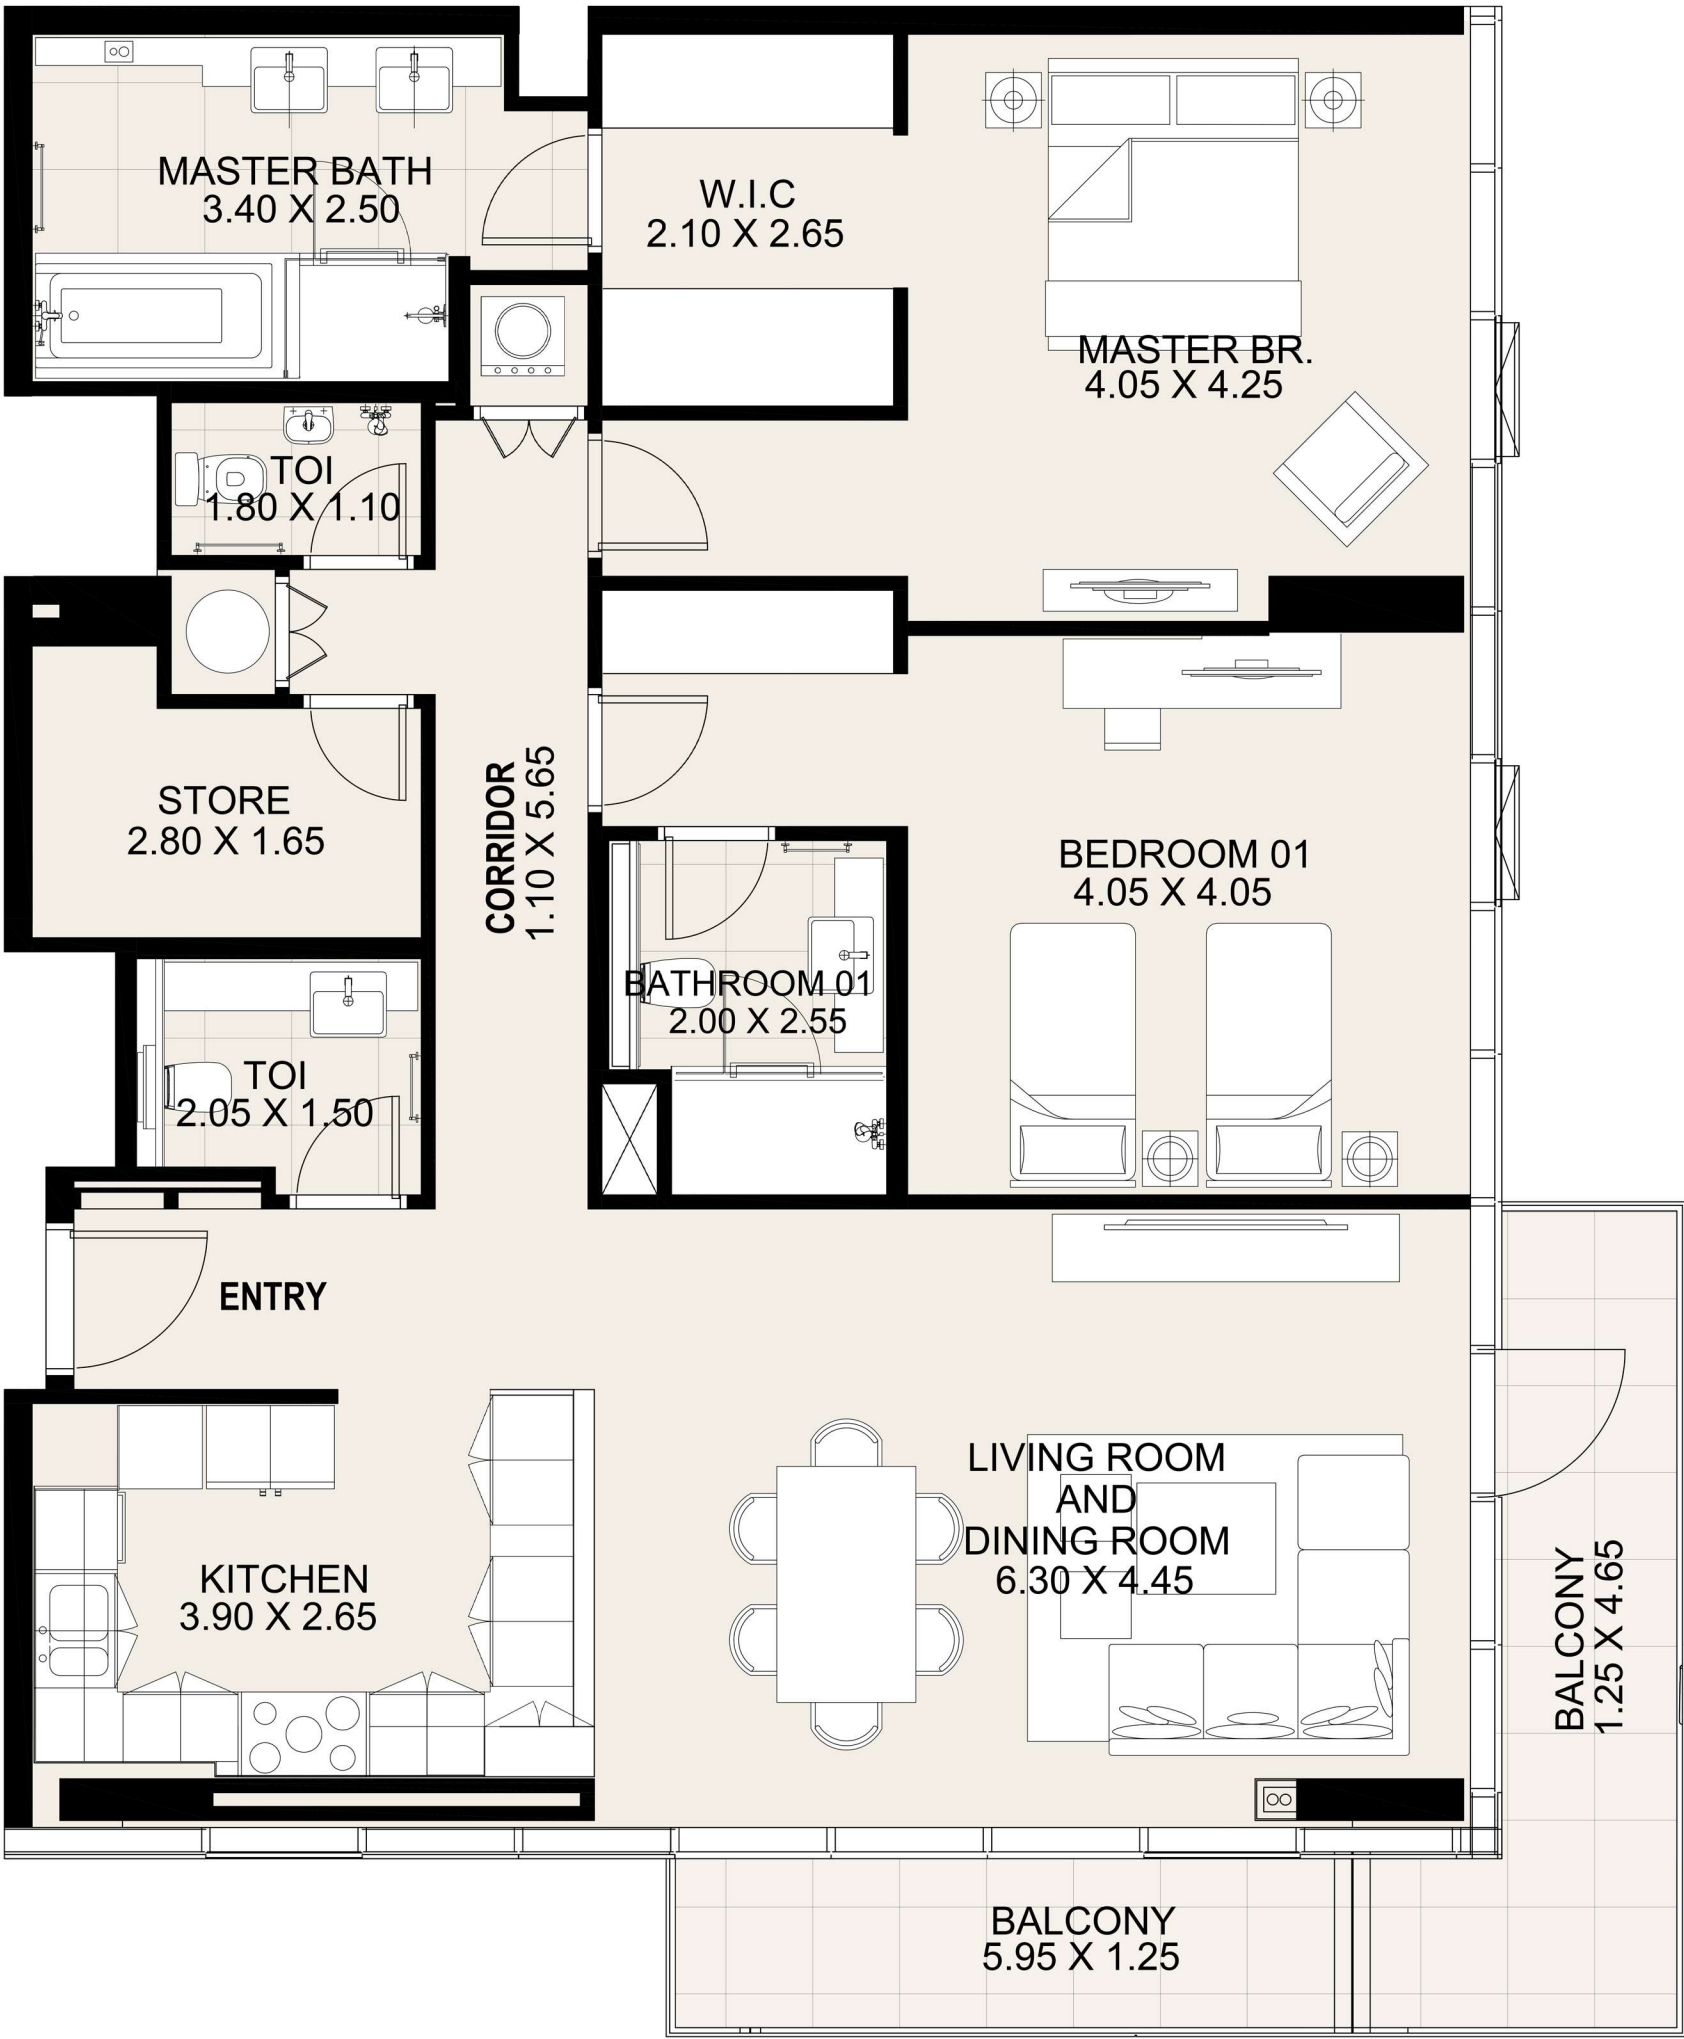 MASTER BATH
3.40 X 2.50
W.I.C
2.10 X 2.65
MASTER BR.
4.05 X 4.25
TOI
1.80 X 1.10
STORE
2.80 X 1.65
CORRIDOR
1.10 X 5.65
BEDROOM 01
4.05 X 4.05
BATHROOM 01
2.00 X 2.55
TOI
2.05 X 1.50
ENTRY
KITCHEN
3.90 X 2.65
LIVING ROOM
AND
DINING ROOM
6.30 X 4.45
BALCONY
1.25 X 4.65
BALCONY
5.95 X 1.25